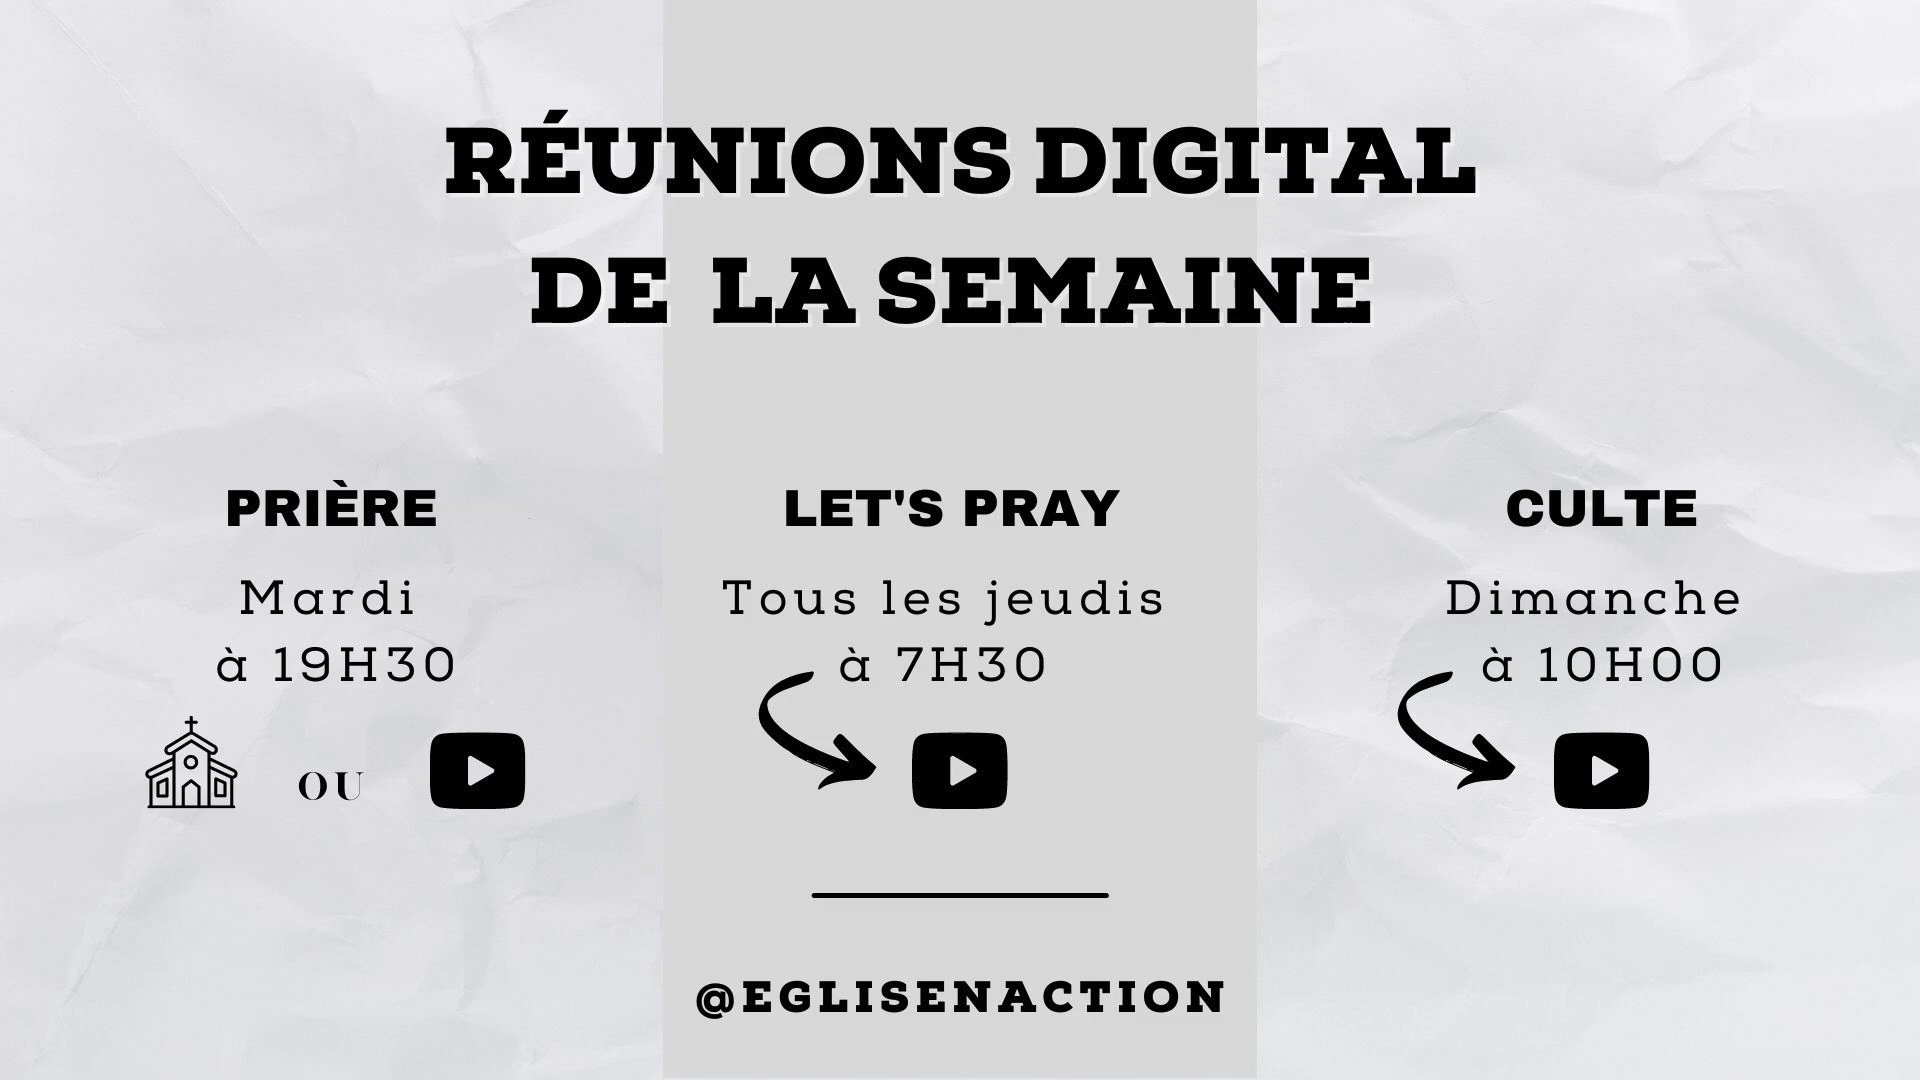 RÉUNIONS DIGITAL
DE LA SEMAINE
PRIÈRE
Mardi
à 19H30
OU
LET'S PRAY
Tous les jeudis
à 7H30
CULTE
Dimanche
à 10H00
@EGLISENACTION